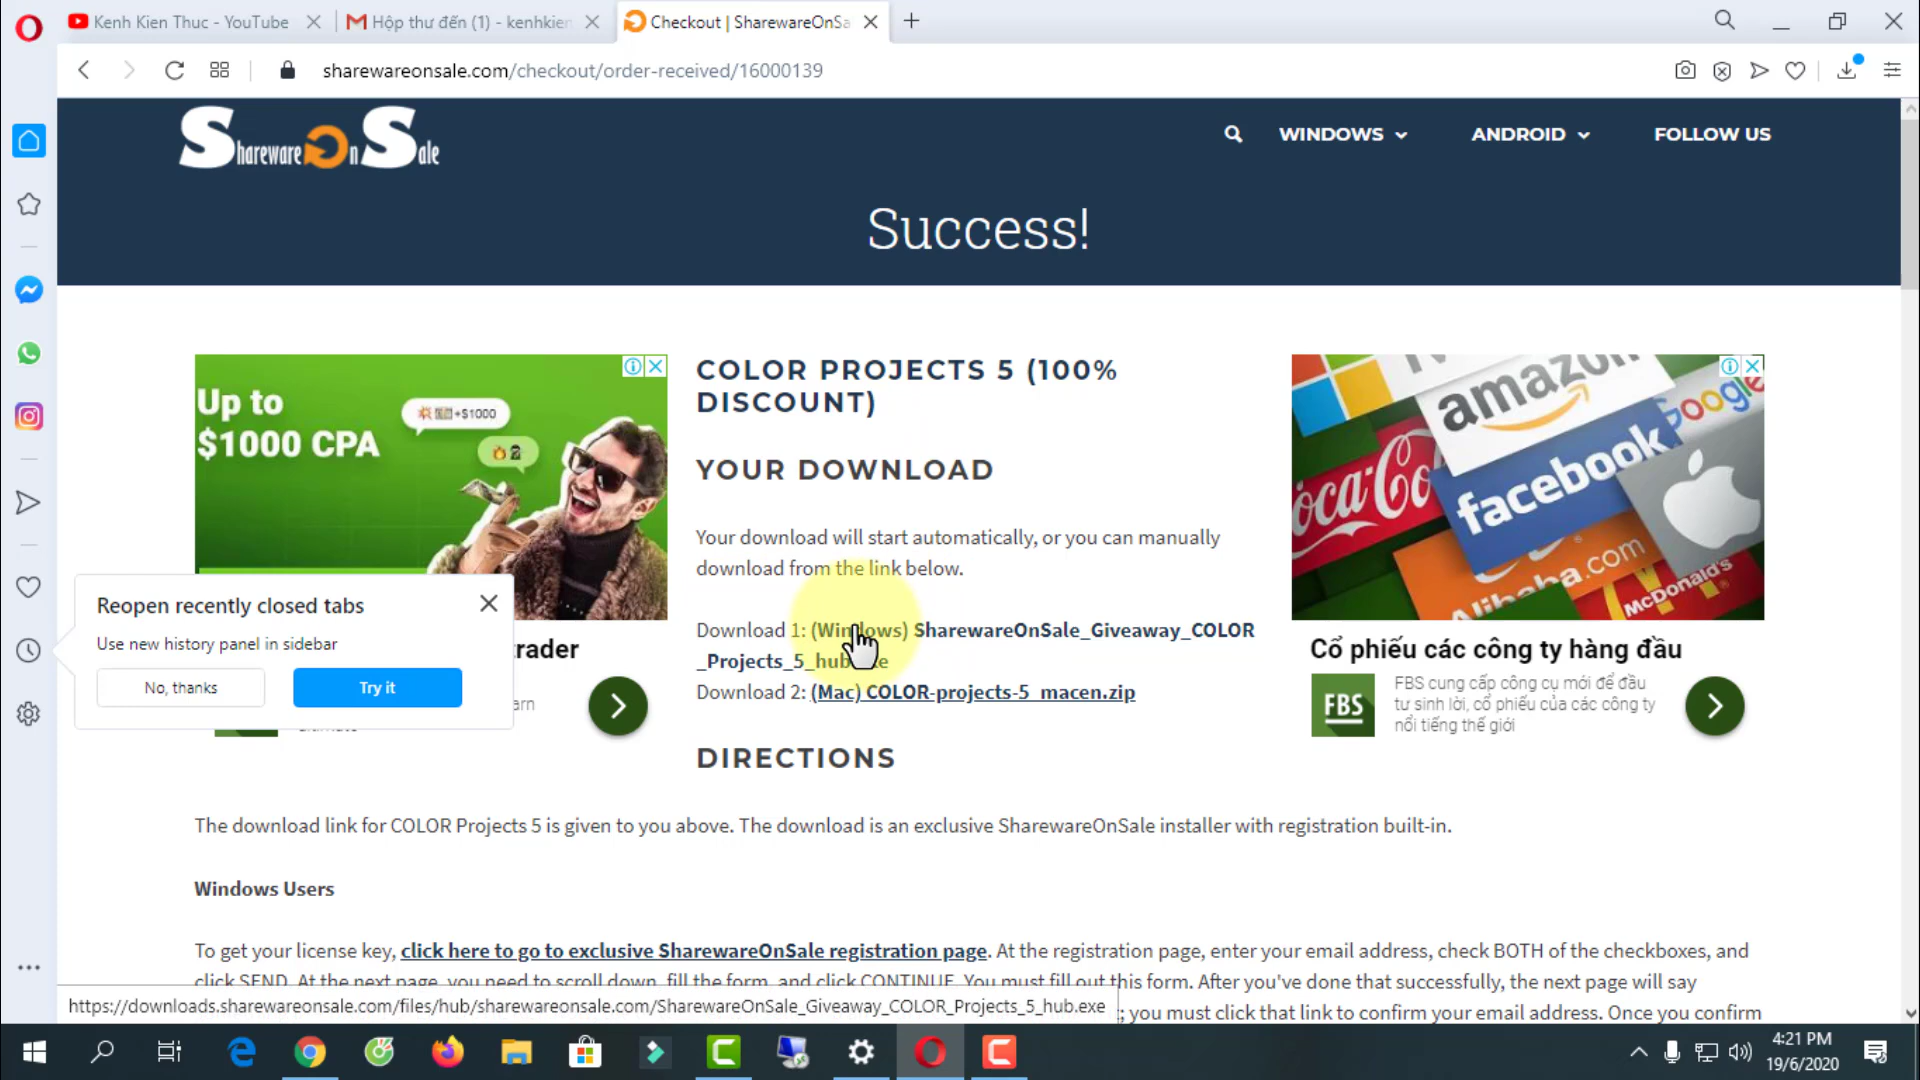 Kenh Kien Thuc - YouTube
Hộp thư đến (1) - kenhkien
Checkout | SharewareOnSa
sharewareonsale.com/checkout/order-received/16000139
SharewareOnSale
WINDOWS
ANDROID
FOLLOW US
Success!
Up to
$1000 CPA
+$1000
COLOR PROJECTS 5 (100%
DISCOUNT)
YOUR DOWNLOAD
Your download will start automatically, or you can manually
download from the link below.
Download 1: (Windows) SharewareOnSale_Giveaway_COLOR
_Projects_5_hub.exe
Download 2: (Mac) COLOR-projects-5_macen.zip
amazon
Google
Coca-Co
facebook
Alibaba.com
McDonald's
Reopen recently closed tabs
Use new history panel in sidebar
No, thanks
Try it
trader
arn
Cổ phiếu các công ty hàng đầu
FBS
FBS cung cấp công cụ mới để đầu
tư sinh lời, cổ phiếu của các công ty
nổi tiếng thế giới
DIRECTIONS
The download link for COLOR Projects 5 is given to you above. The download is an exclusive SharewareOnSale installer with registration built-in.
Windows Users
To get your license key, click here to go to exclusive SharewareOnSale registration page. At the registration page, enter your email address, check BOTH of the checkboxes, and
click SEND. At the next page, you need to scroll down, fill the form, and click CONTINUE. You must fill out this form. After you've done that successfully, the next page will say
; you must click that link to confirm your email address. Once you confirm
https://downloads.sharewareonsale.com/files/hub/sharewareonsale.com/SharewareOnSale_Giveaway_COLOR_Projects_5_hub.exe
4:21 PM
19/6/2020